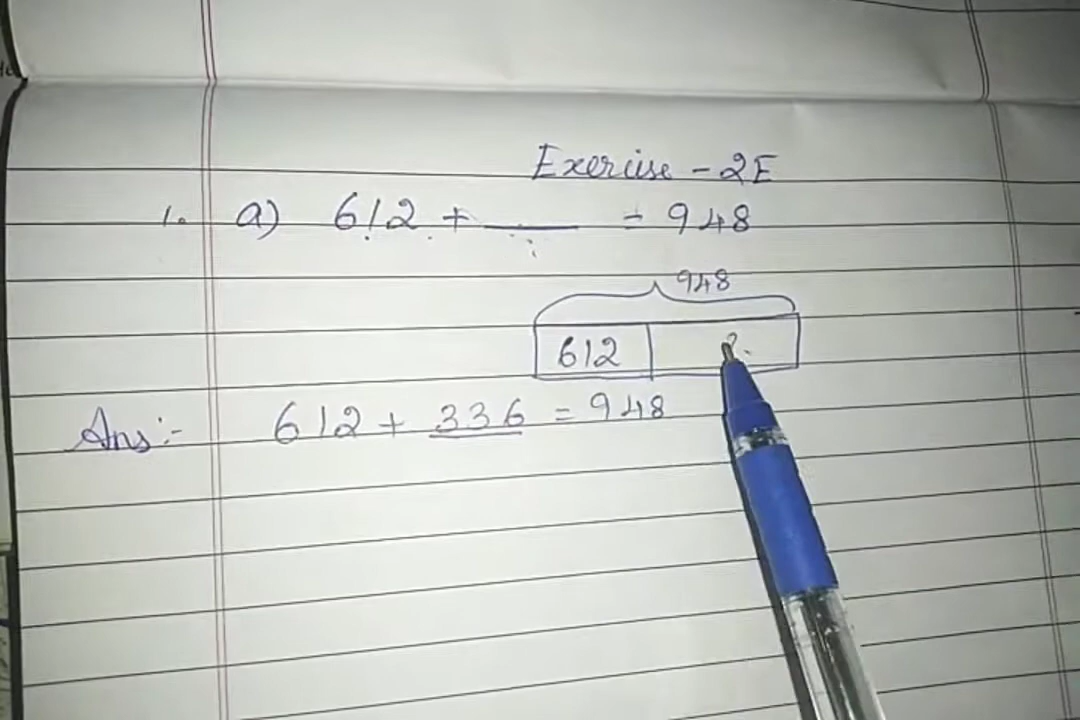 Exercise - 2E
1. a) 612 + ____ = 948
948
612 ?
Ans:- 612 + 336 = 948